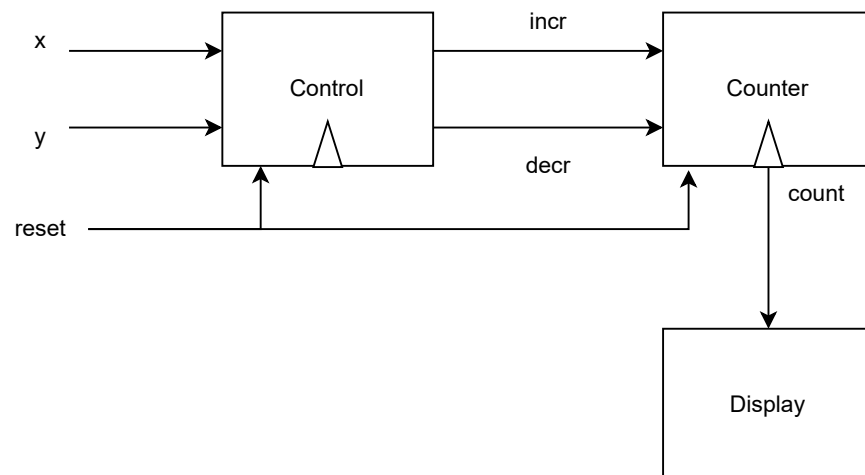 x
y
reset
Control
incr
decr
Counter
count
Display